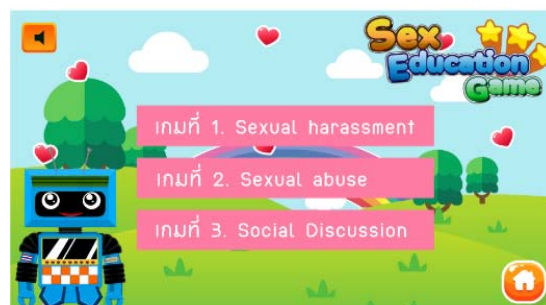 Sex
Education
Game
เกมที่ 1. Sexual harassment
เกมที่ 2. Sexual abuse
เกมที่ 3. Social Discussion